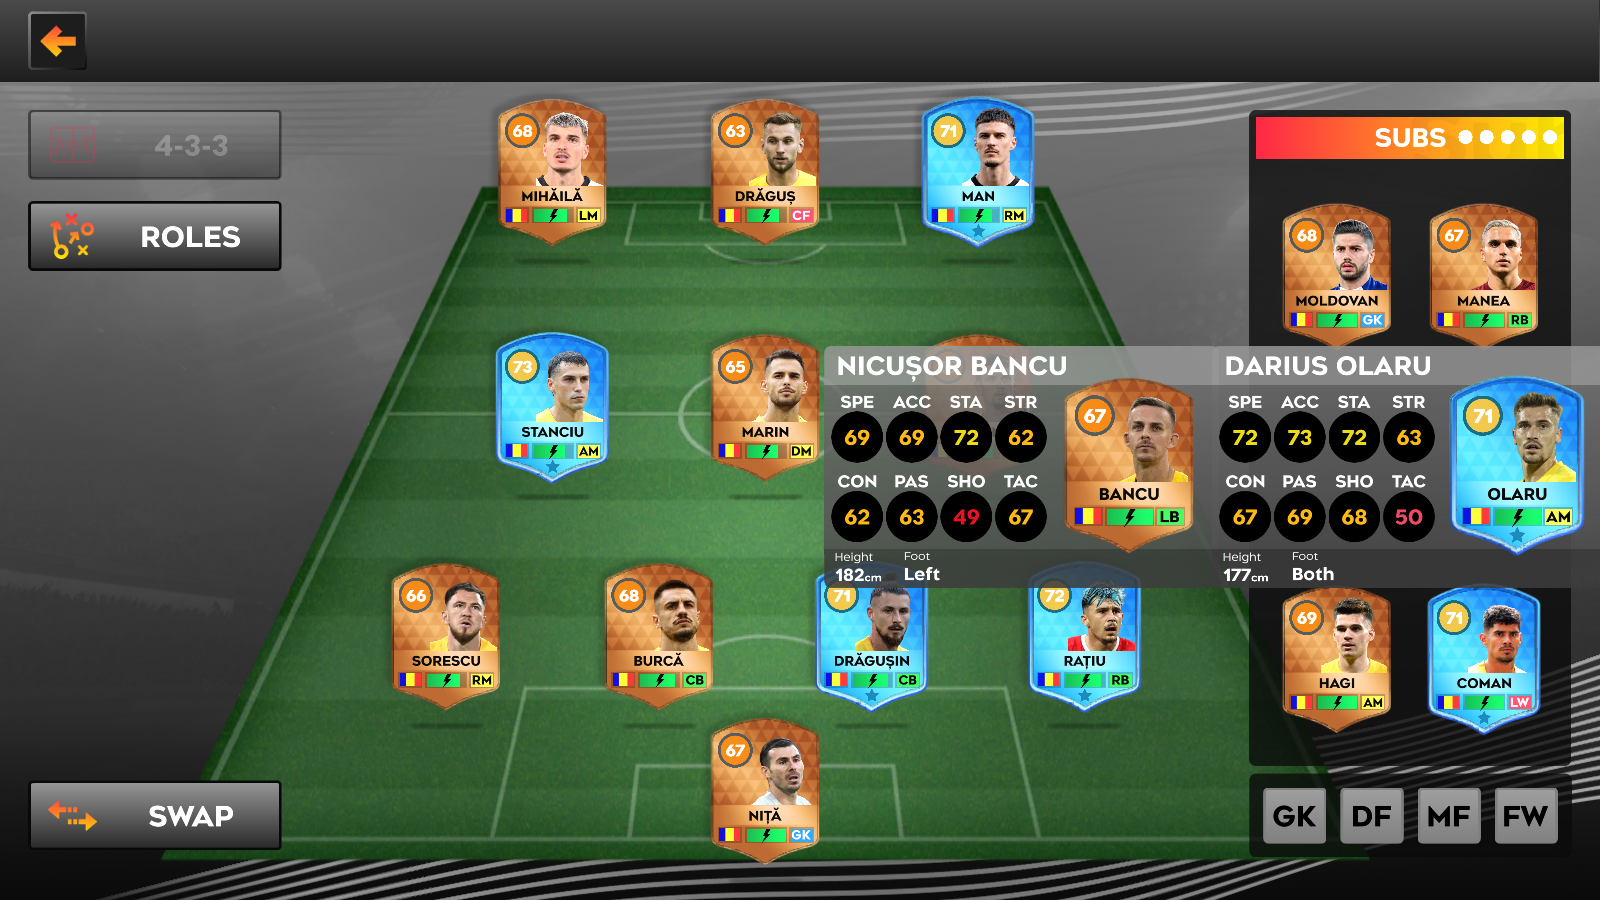 4-3-3
ROLES
68
MIHĂILĂ
LM
63
DRĂGUȘ
CF
71
MAN
RM
SUBS
68
MOLDOVAN
GK
67
MANEA
RB
73
STANCIU
AM
65
MARIN
DM
NICUȘOR BANCU
SPE ACC STA STR
69 69 72 62
CON PAS SHO TAC
62 63 49 67
Height Foot
182cm Left
67
BANCU
LB
DARIUS OLARU
SPE ACC STA STR
72 73 72 63
CON PAS SHO TAC
67 69 68 50
Height Foot
177cm Both
71
OLARU
AM
66
SORESCU
RM
68
BURCĂ
CB
71
DRĂGUȘIN
CB
72
RAȚIU
RB
69
HAGI
AM
71
COMAN
LW
67
NIȚĂ
GK
SWAP
GK DF MF FW